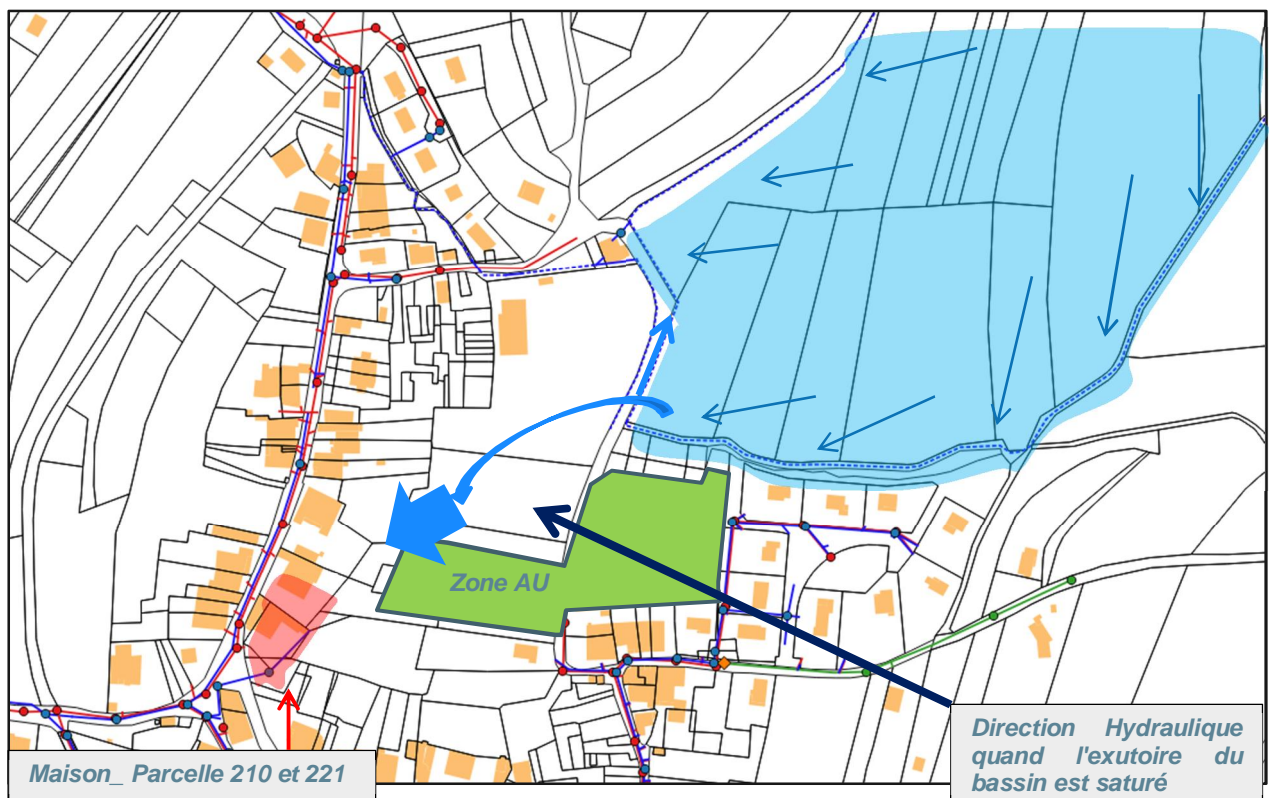 Zone AU
Maison_ Parcelle 210 et 221
Direction Hydraulique
quand l'exutoire du
bassin est saturé